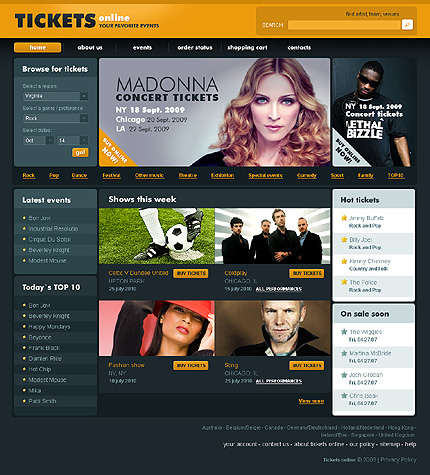 TICKETS online
YOUR FAVORITE EVENTS
find artist, team, venues
SEARCH:
home
about us
events
order status
shopping cart
contacts
Browse for tickets
Select a region:
Virginia
Select a genre / preference:
Rock
Select dates:
Oct
14
go!
MADONNA
CONCERT TICKETS
NY 18 Sept. 2009
Chicago 20 Sept. 2009
LA 22 Sept. 2009
BUY ONLINE NOW!
NY 18 Sept. 2009
Concert tickets
LETHAL
BIZZLE
BUY ONLINE NOW!
Rock
Pop
Dance
Festival
Other music
Theatre
Exhibition
Special events
Comedy
Sport
Family
TOP10
Latest events
Bon Jovi
Industrial Revolutio
Cirque Du Soleil
Beverley Knight
Modest Mouse
Today`s TOP 10
Bon Jovi
Beverley Knight
Happy Mondays
Beyonce
Frank Black
Damien Rice
Hot Chip
Modest Mouse
Mika
Patti Smith
Shows this week
Celtic V Dundee United
BUY TICKETS
UPTON PARK
25 july 2010
Coldplay
BUY TICKETS
CHICAGO, IL
15 july 2010
ALL PERFORMANCES
Fashion show
BUY TICKETS
NY, NY
18 july 2010
Sting
BUY TICKETS
CHICAGO, IL
ALL PERFORMANCES
View more
Hot tickets
Jimmy Buffett
Rock and Pop
Billy Joel
Rock and Pop
Kenny Chesney
Country and Folk
The Police
Rock and Pop
On sale soon
The Wiggles
Fri, 04.27.07
Martina McBride
Fri, 04.27.07
Josh Groban
Fri, 04.27.07
Chris Isaak
Fri, 04.27.07
Australia - Belgium/Belgie - Canada - Germany/Deutschland - Holland/Nederland - Hong Kong -
Ireland/Eire - Singapore - United Kingdom
your account - contact us - about tickets online - our policy - sitemap - help
Tickets online © 2009 | Privacy Policy